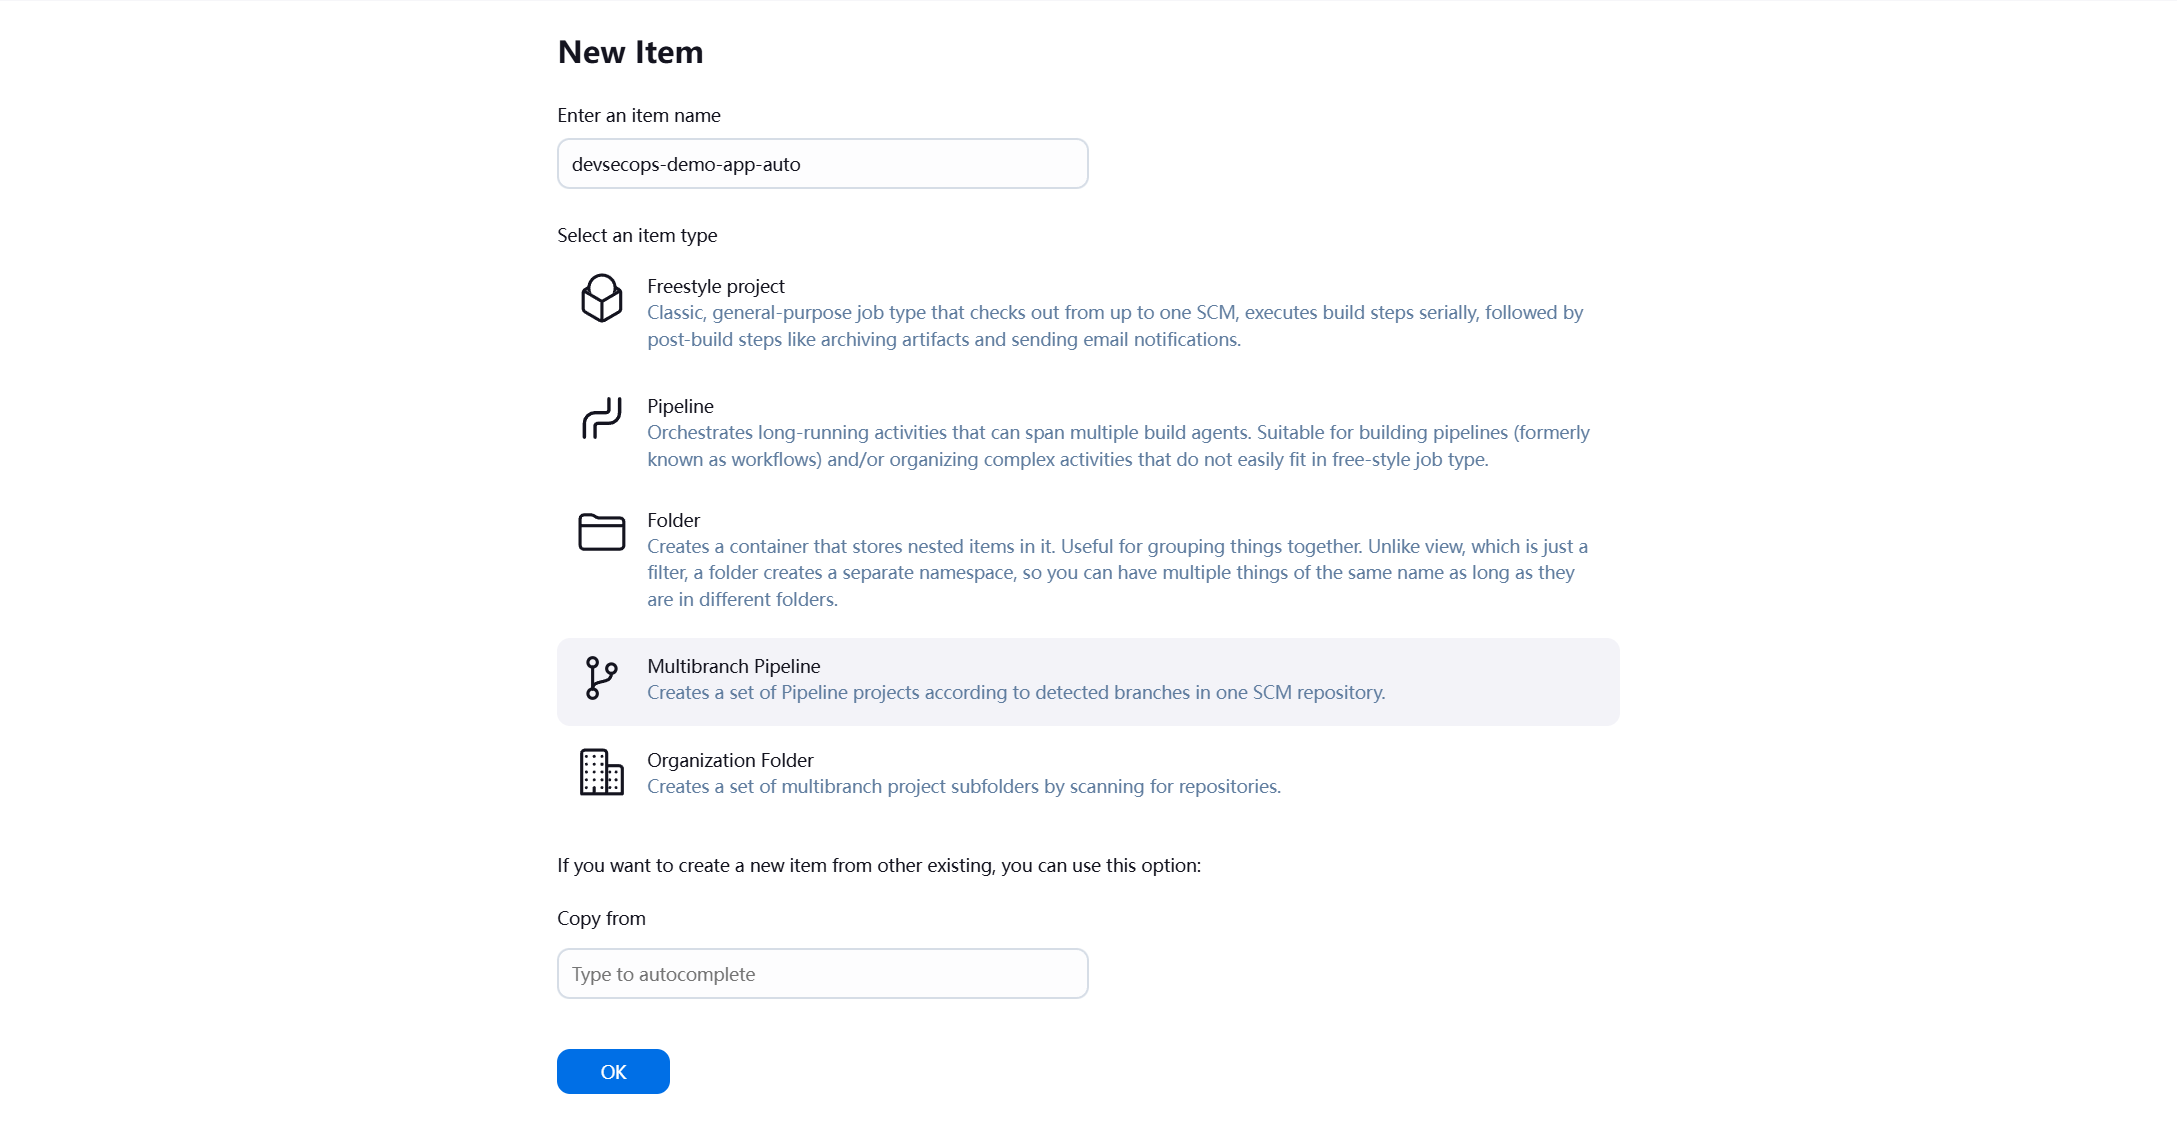 New Item
Enter an item name
devsecops-demo-app-auto
Select an item type
Freestyle project
Classic, general-purpose job type that checks out from up to one SCM, executes build steps serially, followed by
post-build steps like archiving artifacts and sending email notifications.
Pipeline
Orchestrates long-running activities that can span multiple build agents. Suitable for building pipelines (formerly
known as workflows) and/or organizing complex activities that do not easily fit in free-style job type.
Folder
Creates a container that stores nested items in it. Useful for grouping things together. Unlike view, which is just a
filter, a folder creates a separate namespace, so you can have multiple things of the same name as long as they
are in different folders.
Multibranch Pipeline
Creates a set of Pipeline projects according to detected branches in one SCM repository.
Organization Folder
Creates a set of multibranch project subfolders by scanning for repositories.
If you want to create a new item from other existing, you can use this option:
Copy from
Type to autocomplete
OK